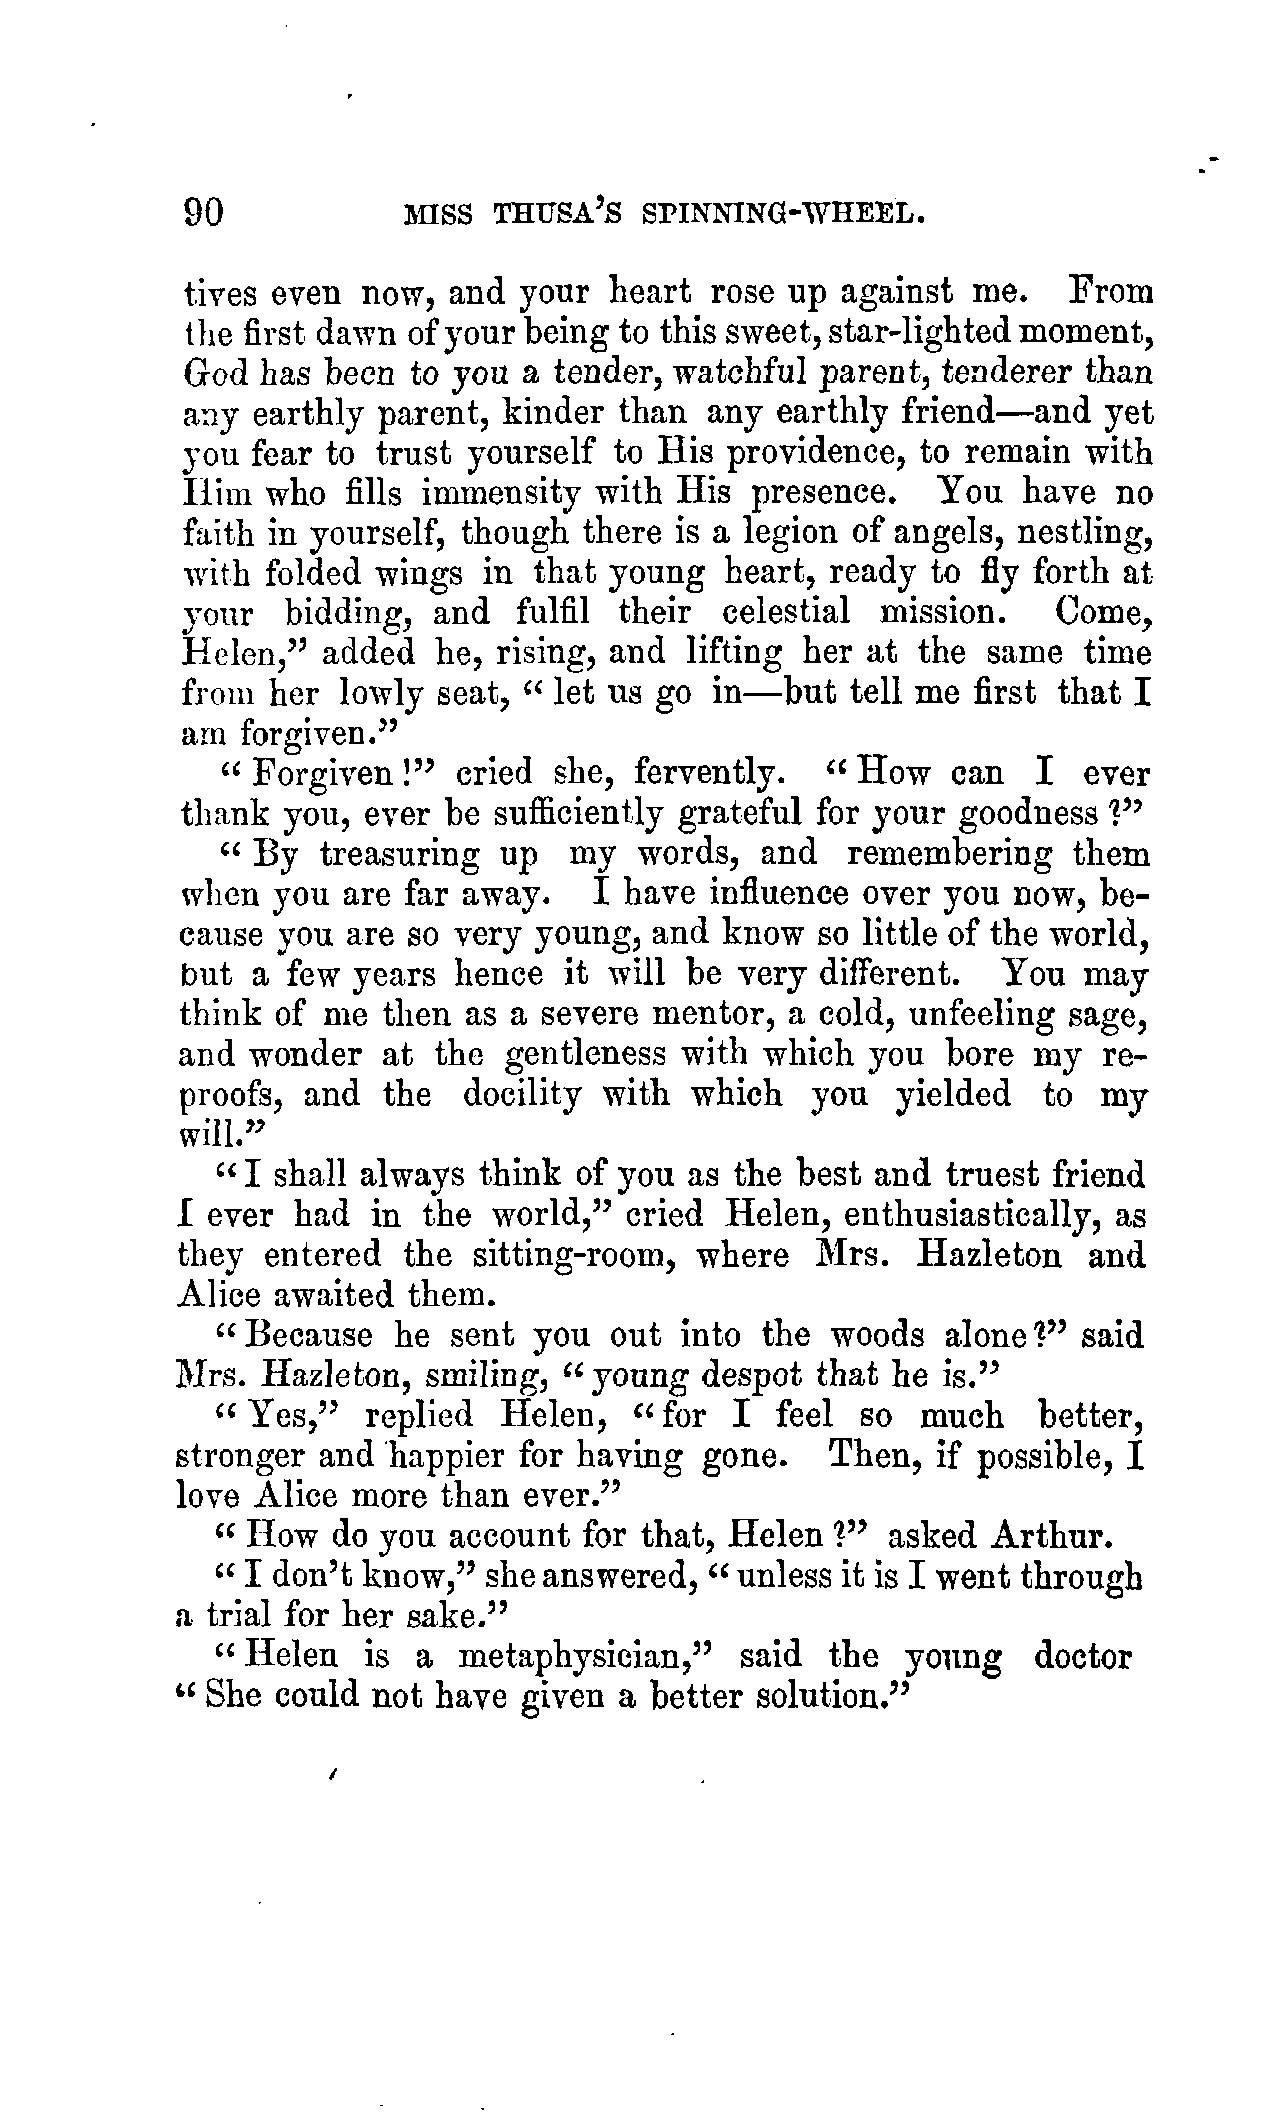 90 MISS THUSA'S SPINNING-WHEEL.
tives even now, and your heart rose up against me. From
the first dawn of your being to this sweet, star-lighted moment,
God has been to you a tender, watchful parent, tenderer than
any earthly parent, kinder than any earthly friend—and yet
you fear to trust yourself to His providence, to remain with
Him who fills immensity with His presence. You have no
faith in yourself, though there is a legion of angels, nestling,
with folded wings in that young heart, ready to fly forth at
your bidding, and fulfil their celestial mission. Come,
Helen,” added he, rising, and lifting her at the same time
from her lowly seat, “ let us go in—but tell me first that I
am forgiven.”
“ Forgiven !” cried she, fervently. “ How can I ever
thank you, ever be sufficiently grateful for your goodness ?”
“ By treasuring up my words, and remembering them
when you are far away. I have influence over you now, be-
cause you are so very young, and know so little of the world,
but a few years hence it will be very different. You may
think of me then as a severe mentor, a cold, unfeeling sage,
and wonder at the gentleness with which you bore my re-
proofs, and the docility with which you yielded to my
will.”
“ I shall always think of you as the best and truest friend
I ever had in the world,” cried Helen, enthusiastically, as
they entered the sitting-room, where Mrs. Hazleton and
Alice awaited them.
“ Because he sent you out into the woods alone ?” said
Mrs. Hazleton, smiling, “ young despot that he is.”
“ Yes,” replied Helen, “ for I feel so much better,
stronger and happier for having gone. Then, if possible, I
love Alice more than ever.”
“ How do you account for that, Helen ?” asked Arthur.
“ I don't know,” she answered, “ unless it is I went through
a trial for her sake.”
“ Helen is a metaphysician,” said the young doctor
“ She could not have given a better solution.”